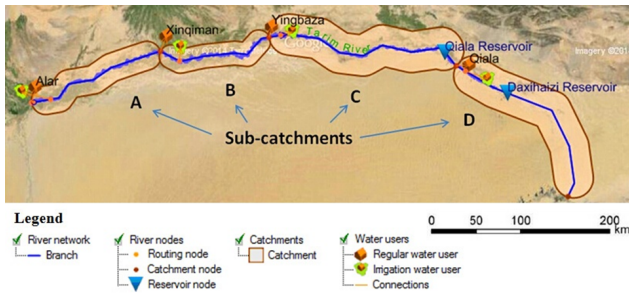 Alar
Xinqiman
Yingbaza
Tarim River
Qiala Reservoir
Qiala
Daxihaizi Reservoir
A
B
C
D
Sub-catchments
Legend
River network
Branch
River nodes
Routing node
Catchment node
Reservoir node
Catchments
Catchment
Water users
Regular water user
Irrigation water user
Connections
0 50 100 200
km